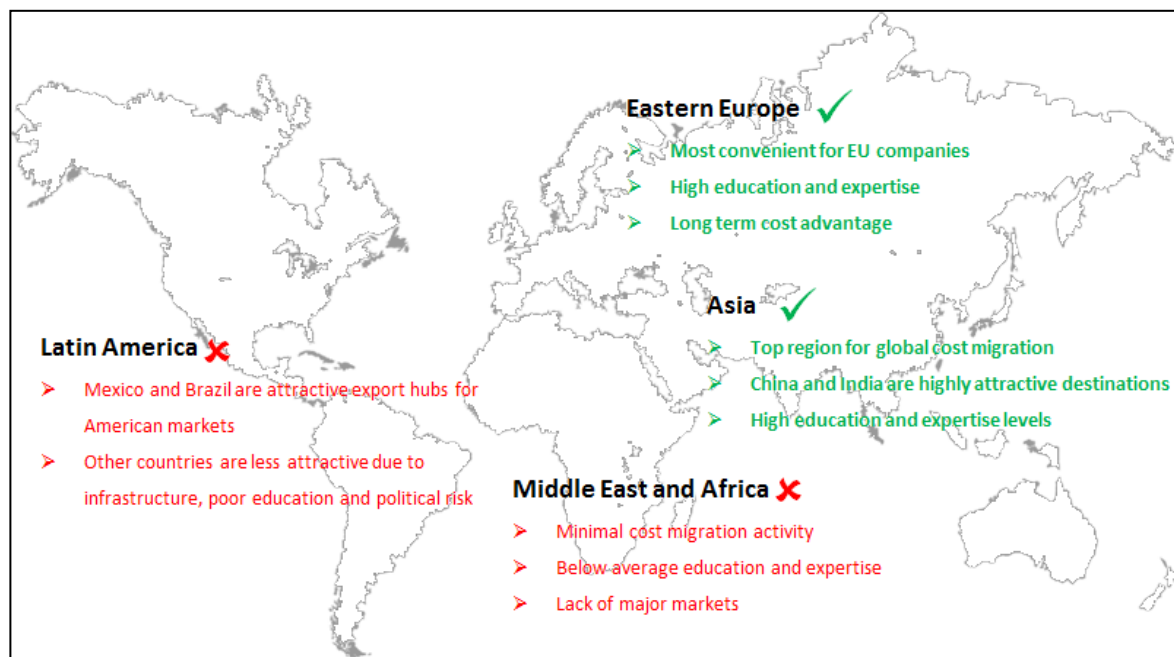 Eastern Europe ✓
➤ Most convenient for EU companies
➤ High education and expertise
➤ Long term cost advantage
Asia ✓
➤ Top region for global cost migration
➤ China and India are highly attractive destinations
➤ High education and expertise levels
Latin America ✘
➤ Mexico and Brazil are attractive export hubs for
American markets
➤ Other countries are less attractive due to
infrastructure, poor education and political risk
Middle East and Africa ✘
➤ Minimal cost migration activity
➤ Below average education and expertise
➤ Lack of major markets